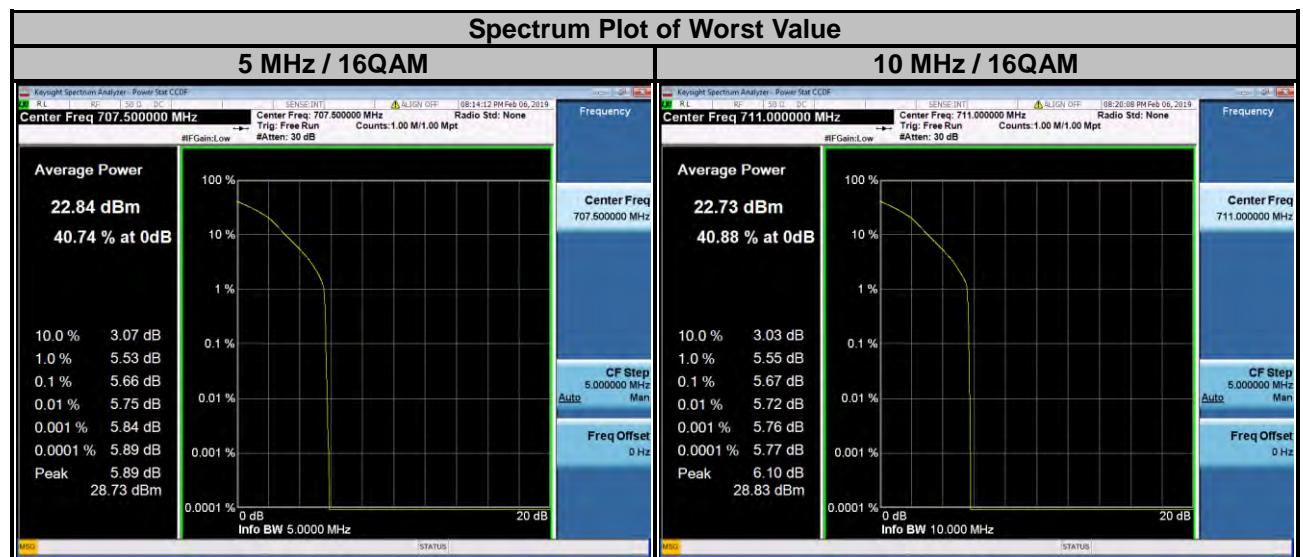 Spectrum Plot of Worst Value
5 MHz / 16QAM
10 MHz / 16QAM
Keysight Spectrum Analyzer - Power Stat CCDF
RL RF 50 Ω DC SENSE:INT ALIGN OFF 08:14:12 PM Feb 06, 2019
Center Freq 707.500000 MHz
Center Freq: 707.500000 MHz Radio Std: None
Trig: Free Run Counts:1.00 M/1.00 Mpt
#IFGain:Low #Atten: 30 dB
Frequency
Average Power
22.84 dBm
40.74 % at 0dB
10.0 % 3.07 dB
1.0 % 5.53 dB
0.1 % 5.66 dB
0.01 % 5.75 dB
0.001 % 5.84 dB
0.0001 % 5.89 dB
Peak 5.89 dB
28.73 dBm
100 %
10 %
1 %
0.1 %
0.01 %
0.001 %
0.0001 %
0 dB 20 dB
Info BW 5.0000 MHz
Center Freq
707.500000 MHz
CF Step
5.000000 MHz
Auto Man
Freq Offset
0 Hz
MSG STATUS
Keysight Spectrum Analyzer - Power Stat CCDF
RL RF 50 Ω DC SENSE:INT ALIGN OFF 08:20:08 PM Feb 06, 2019
Center Freq 711.000000 MHz
Center Freq: 711.000000 MHz Radio Std: None
Trig: Free Run Counts:1.00 M/1.00 Mpt
#IFGain:Low #Atten: 30 dB
Frequency
Average Power
22.73 dBm
40.88 % at 0dB
10.0 % 3.03 dB
1.0 % 5.55 dB
0.1 % 5.67 dB
0.01 % 5.72 dB
0.001 % 5.76 dB
0.0001 % 5.77 dB
Peak 6.10 dB
28.83 dBm
100 %
10 %
1 %
0.1 %
0.01 %
0.001 %
0.0001 %
0 dB 20 dB
Info BW 10.000 MHz
Center Freq
711.000000 MHz
CF Step
5.000000 MHz
Auto Man
Freq Offset
0 Hz
MSG STATUS